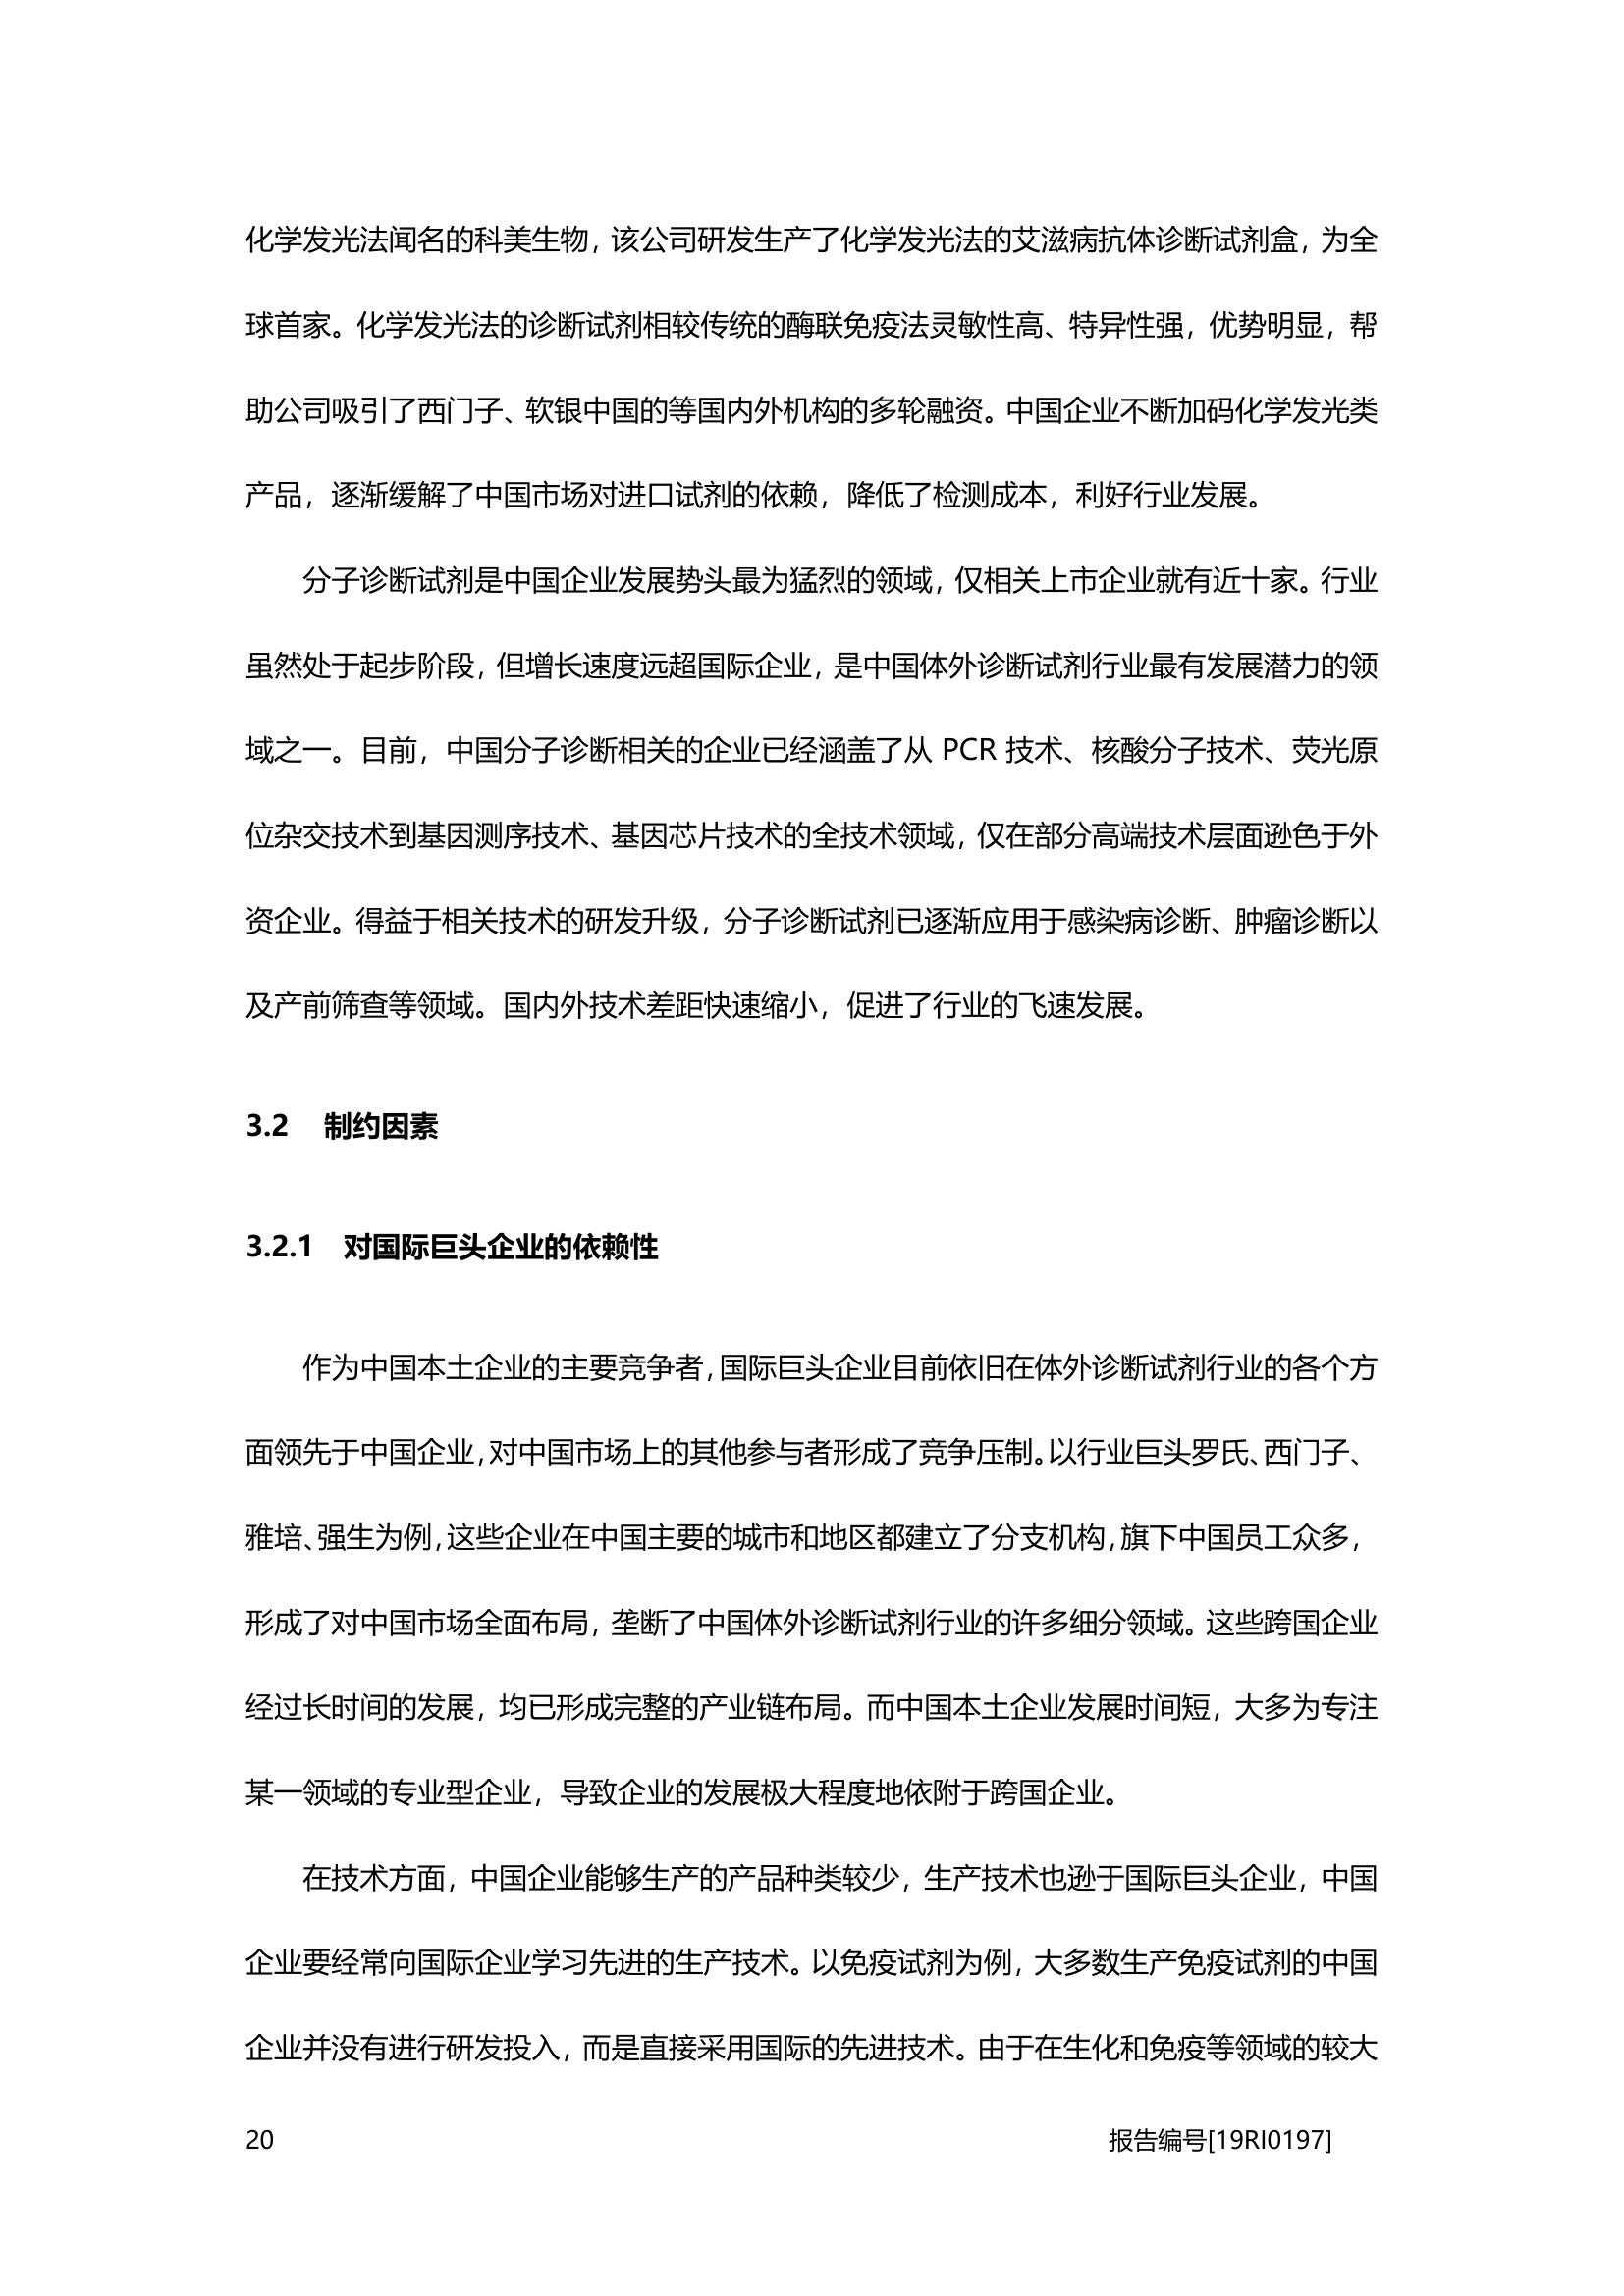 化学发光法闻名的科美生物，该公司研发生产了化学发光法的艾滋病抗体诊断试剂盒，为全
球首家。化学发光法的诊断试剂相较传统的酶联免疫法灵敏性高、特异性强，优势明显，帮
助公司吸引了西门子、软银中国的等国内外机构的多轮融资。中国企业不断加码化学发光类
产品，逐渐缓解了中国市场对进口试剂的依赖，降低了检测成本，利好行业发展。
分子诊断试剂是中国企业发展势头最为猛烈的领域，仅相关上市企业就有近十家。行业
虽然处于起步阶段，但增长速度远超国际企业，是中国体外诊断试剂行业最有发展潜力的领
域之一。目前，中国分子诊断相关的企业已经涵盖了从 PCR 技术、核酸分子技术、荧光原
位杂交技术到基因测序技术、基因芯片技术的全技术领域，仅在部分高端技术层面逊色于外
资企业。得益于相关技术的研发升级，分子诊断试剂已逐渐应用于感染病诊断、肿瘤诊断以
及产前筛查等领域。国内外技术差距快速缩小，促进了行业的飞速发展。
3.2 制约因素
3.2.1 对国际巨头企业的依赖性
作为中国本土企业的主要竞争者，国际巨头企业目前依旧在体外诊断试剂行业的各个方
面领先于中国企业，对中国市场上的其他参与者形成了竞争压制。以行业巨头罗氏、西门子、
雅培、强生为例，这些企业在中国主要的城市和地区都建立了分支机构，旗下中国员工众多，
形成了对中国市场全面布局，垄断了中国体外诊断试剂行业的许多细分领域。这些跨国企业
经过长时间的发展，均已形成完整的产业链布局。而中国本土企业发展时间短，大多为专注
某一领域的专业型企业，导致企业的发展极大程度地依附于跨国企业。
在技术方面，中国企业能够生产的产品种类较少，生产技术也逊于国际巨头企业，中国
企业要经常向国际企业学习先进的生产技术。以免疫试剂为例，大多数生产免疫试剂的中国
企业并没有进行研发投入，而是直接采用国际的先进技术。由于在生化和免疫等领域的较大
20 报告编号[19RI0197]